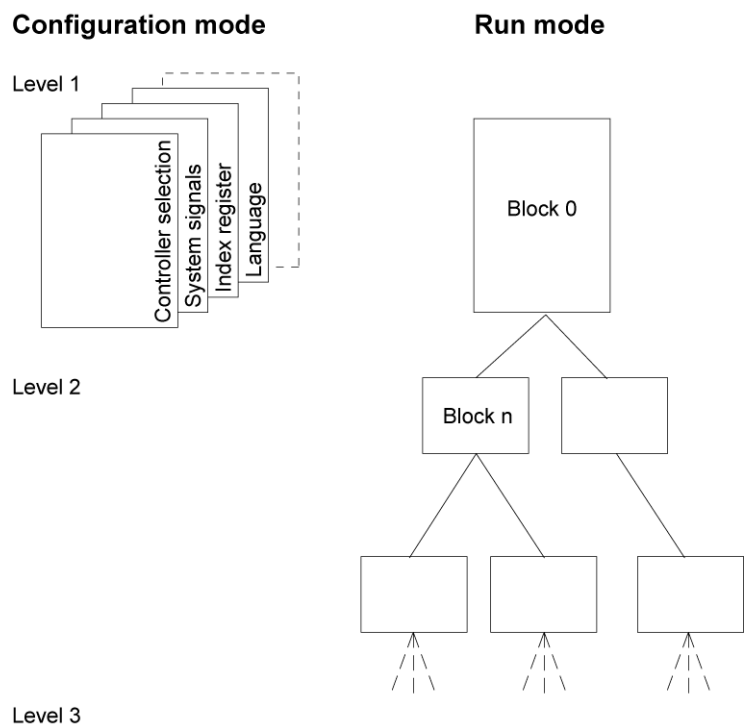 Configuration mode
Run mode
Level 1
Controller selection
System signals
Index register
Language
Block 0
Level 2
Block n
Level 3